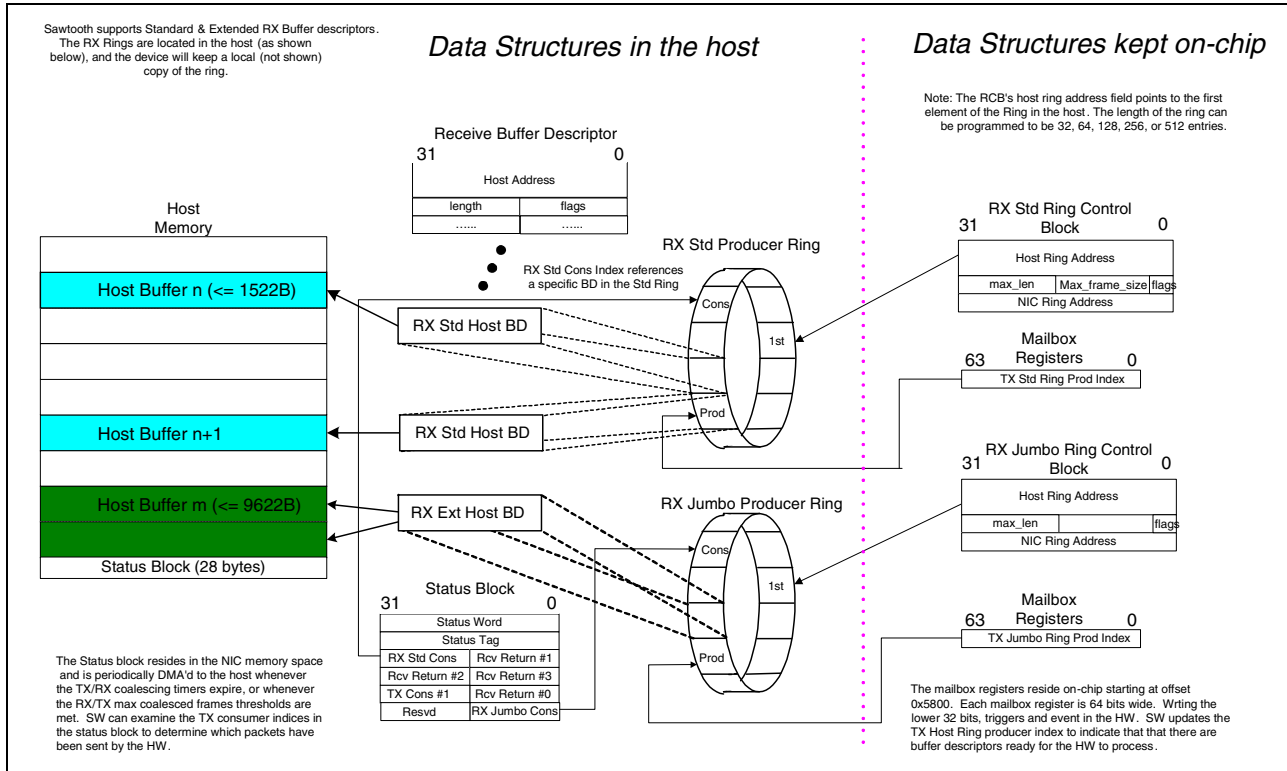 Sawtooth supports Standard & Extended RX Buffer descriptors.
The RX Rings are located in the host (as shown
below), and the device will keep a local (not shown)
copy of the ring.
Data Structures in the host
Data Structures kept on-chip
Note: The RCB's host ring address field points to the first
element of the Ring in the host. The length of the ring can
be programmed to be 32, 64, 128, 256, or 512 entries.
Receive Buffer Descriptor
31 0
Host Address
length flags
…... …...
Host
Memory
Host Buffer n (<= 1522B)
Host Buffer n+1
Host Buffer m (<= 9622B)
Status Block (28 bytes)
RX Std Cons Index references
a specific BD in the Std Ring
RX Std Host BD
RX Std Host BD
RX Ext Host BD
RX Std Producer Ring
Cons
1st
Prod
RX Jumbo Producer Ring
Cons
1st
Prod
RX Std Ring Control
Block
31 0
Host Ring Address
max_len Max_frame_size flags
NIC Ring Address
Mailbox
Registers
63 0
TX Std Ring Prod Index
RX Jumbo Ring Control
Block
31 0
Host Ring Address
max_len flags
NIC Ring Address
Mailbox
Registers
63 0
TX Jumbo Ring Prod Index
Status Block
31 0
Status Word
Status Tag
RX Std Cons Rcv Return #1
Rcv Return #2 Rcv Return #3
TX Cons #1 Rcv Return #0
Resvd RX Jumbo Cons
The Status block resides in the NIC memory space
and is periodically DMA'd to the host whenever
the TX/RX coalescing timers expire, or whenever
the RX/TX max coalesced frames thresholds are
met. SW can examine the TX consumer indices in
the status block to determine which packets have
been sent by the HW.
The mailbox registers reside on-chip starting at offset
0x5800. Each mailbox register is 64 bits wide. Wrting the
lower 32 bits, triggers and event in the HW. SW updates the
TX Host Ring producer index to indicate that that there are
buffer descriptors ready for the HW to process.